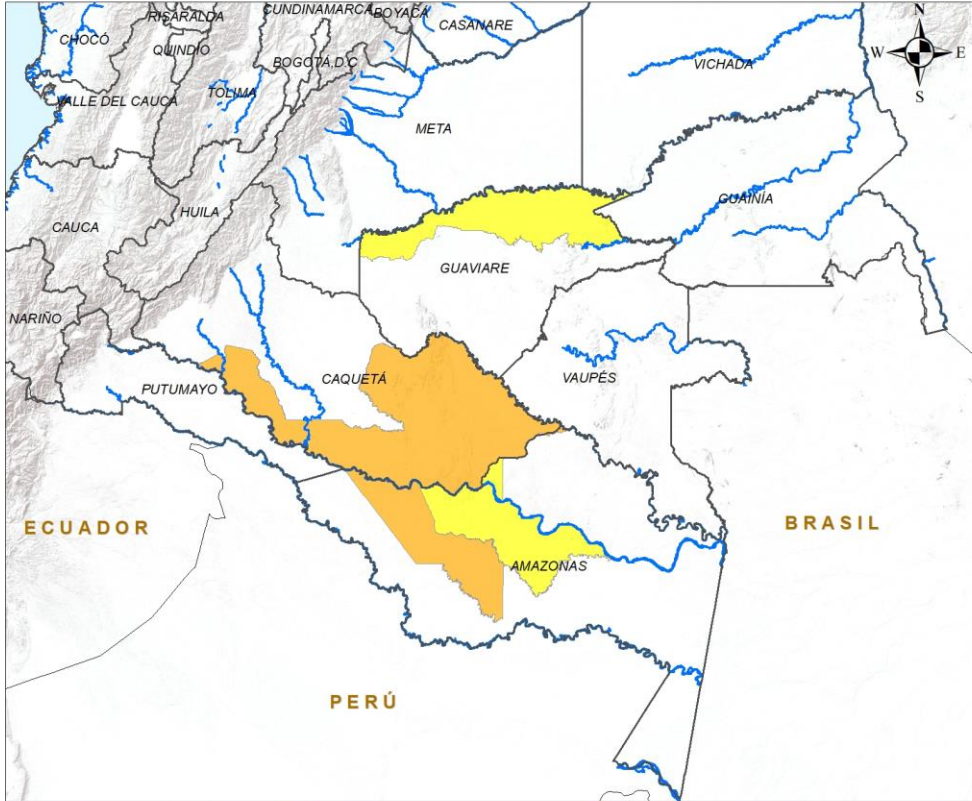 CUNDINAMARCA
BOYACÁ
RISARALDA
CASANARE
N
CHOCÓ
QUINDÍO
BOGOTÁ,D.C
W
E
VICHADA
S
VALLE DEL CAUCA
TOLIMA
META
GUAINÍA
HUILA
CAUCA
GUAVIARE
NARIÑO
CAQUETÁ
VAUPÉS
PUTUMAYO
ECUADOR
BRASIL
AMAZONAS
PERÚ